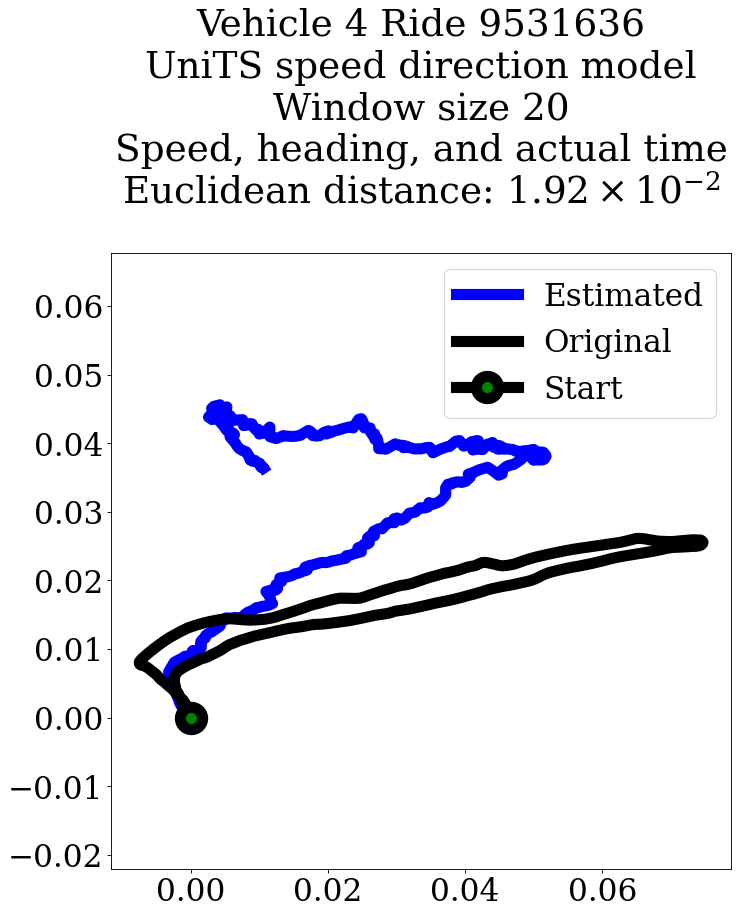 Vehicle 4 Ride 9531636
UniTS speed direction model
Window size 20
Speed, heading, and actual time
Euclidean distance: 1.92 × 10⁻²
Estimated
Original
Start
0.06
0.05
0.04
0.03
0.02
0.01
0.00
−0.01
−0.02
0.00 0.02 0.04 0.06